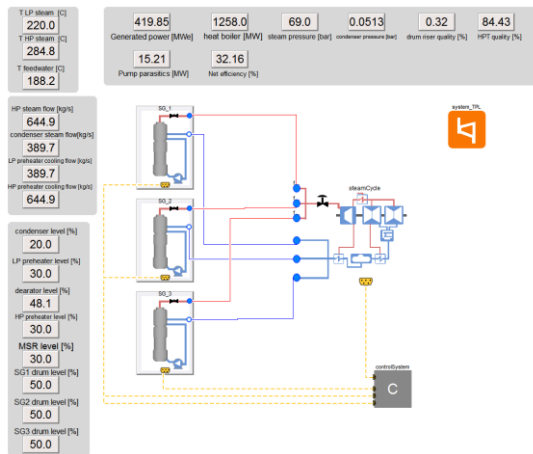 T LP steam [C]
220.0
T HP steam [C]
284.8
T feedwater [C]
188.2
419.85
Generated power [MWe]
1258.0
heat boiler [MW]
69.0
steam pressure [bar]
0.0513
condenser pressure [bar]
0.32
drum riser quality [%]
84.43
HPT quality [%]
15.21
Pump parasitics [MW]
32.16
Net efficiency [%]
HP steam flow [kg/s]
644.9
condenser steam flow[kg/s]
389.7
LP preheater cooling flow[kg/s]
389.7
HP preheater cooling flow[kg/s]
644.9
condenser level [%]
20.0
LP preheater level [%]
30.0
dearator level [%]
48.1
HP preheater level [%]
30.0
MSR level [%]
30.0
SG1 drum level [%]
50.0
SG2 drum level [%]
50.0
SG3 drum level [%]
50.0
SG_1
SG_2
SG_3
system_TPL
steamCycle
controlSystem
C